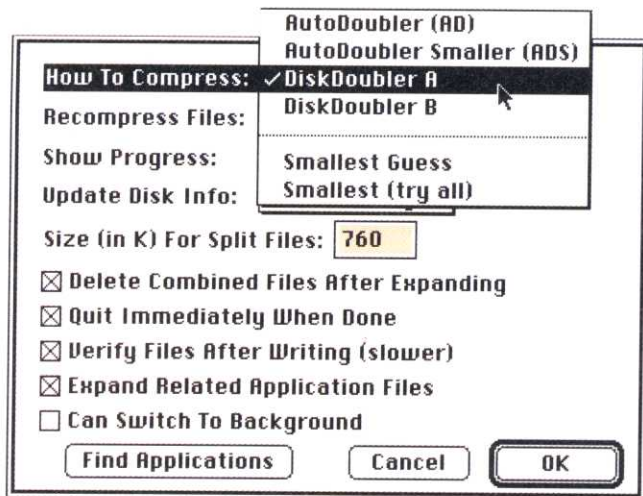 AutoDoubler (AD)
AutoDoubler Smaller (ADS)
How To Compress: ✓DiskDoubler A
DiskDoubler B
Recompress Files:
Show Progress:
Smallest Guess
Smallest (try all)
Update Disk Info:
Size (in K) For Split Files: 760
Delete Combined Files After Expanding
Quit Immediately When Done
Verify Files After Writing (slower)
Expand Related Application Files
Can Switch To Background
Find Applications Cancel OK